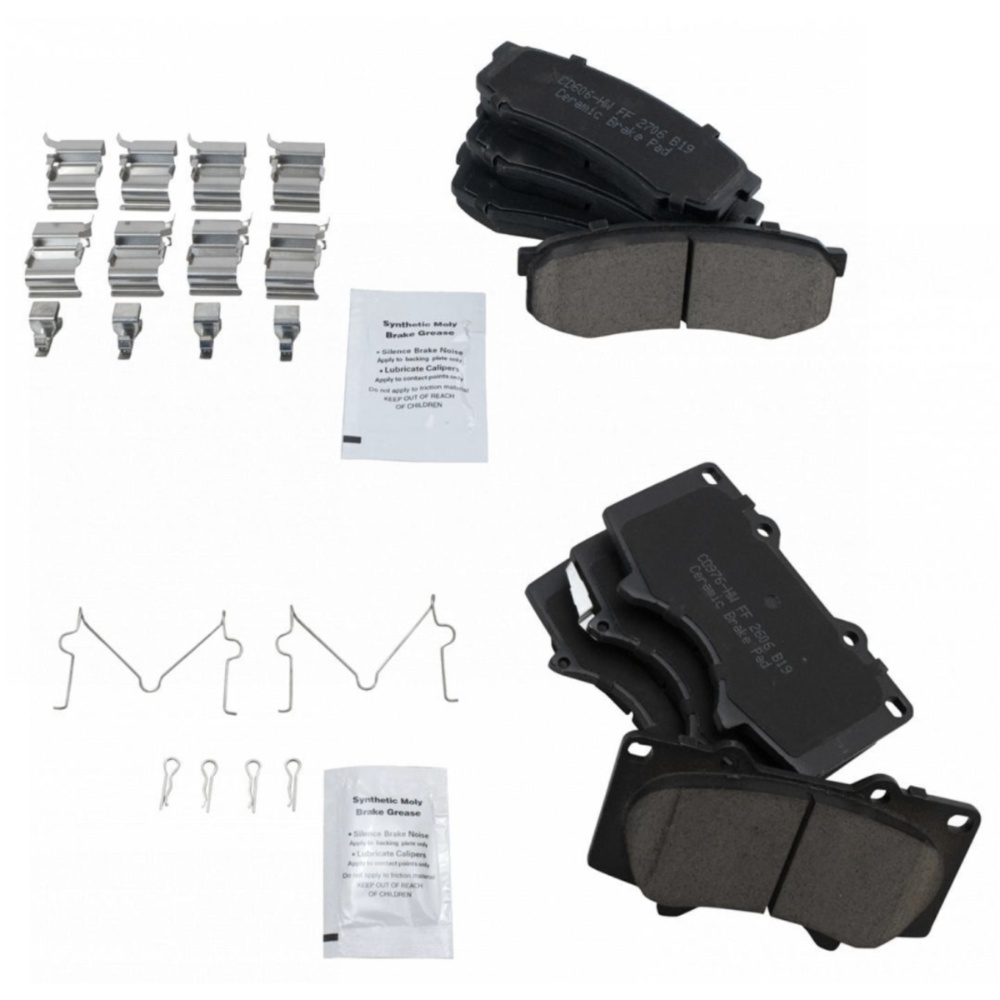 CD606-HW FF 2706 B19
Ceramic Brake Pad
Synthetic Moly
Brake Grease
• Silence Brake Noise
Apply to backing plate only
• Lubricate Calipers
Apply to contact points only
Do not apply to friction material
KEEP OUT OF REACH
OF CHILDREN
CD976-HW FF 2606 B19
Ceramic Brake Pad
Synthetic Moly
Brake Grease
• Silence Brake Noise
Apply to backing plate only
• Lubricate Calipers
Apply to contact points only
Do not apply to friction material
KEEP OUT OF REACH
OF CHILDREN